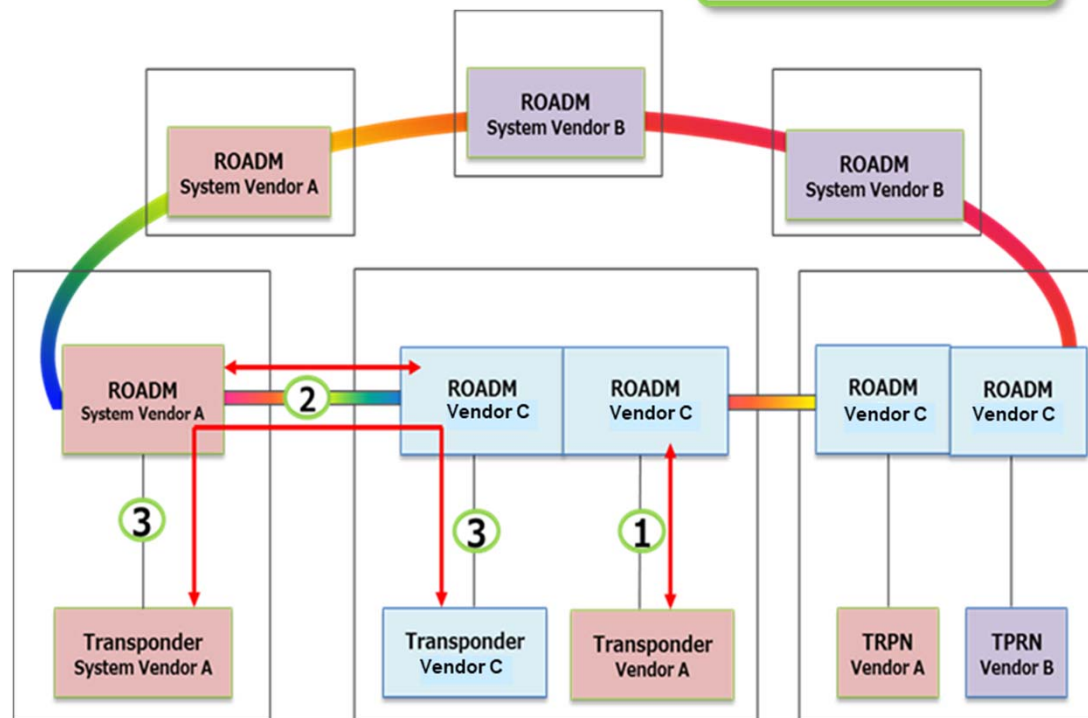 ROADM
System Vendor B
ROADM
System Vendor A
ROADM
System Vendor B
ROADM
System Vendor A
2
ROADM
Vendor C
ROADM
Vendor C
ROADM
Vendor C
ROADM
Vendor C
3
3
1
Transponder
System Vendor A
Transponder
Vendor C
Transponder
Vendor A
TRPN
Vendor A
TPRN
Vendor B